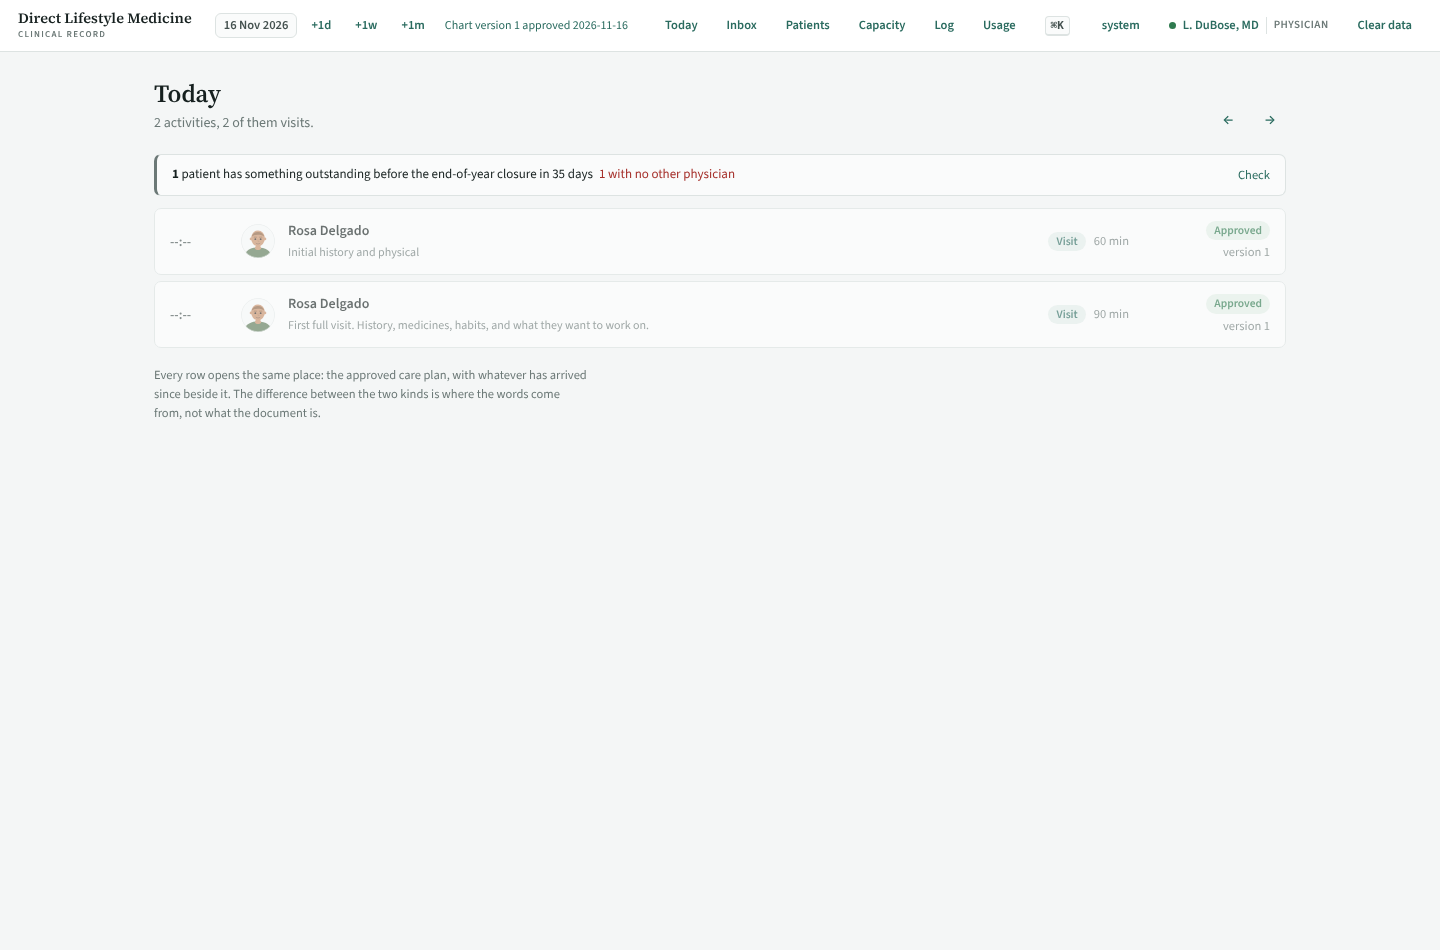 Direct Lifestyle Medicine
CLINICAL RECORD
16 Nov 2026
+1d
+1w
+1m
Chart version 1 approved 2026-11-16
Today
Inbox
Patients
Capacity
Log
Usage
⌘K
system
L. DuBose, MD
PHYSICIAN
Clear data
Today
2 activities, 2 of them visits.
← →
1 patient has something outstanding before the end-of-year closure in 35 days 1 with no other physician
Check
--:--
Rosa Delgado
Initial history and physical
Visit 60 min
Approved
version 1
--:--
Rosa Delgado
First full visit. History, medicines, habits, and what they want to work on.
Visit 90 min
Approved
version 1
Every row opens the same place: the approved care plan, with whatever has arrived
since beside it. The difference between the two kinds is where the words come
from, not what the document is.